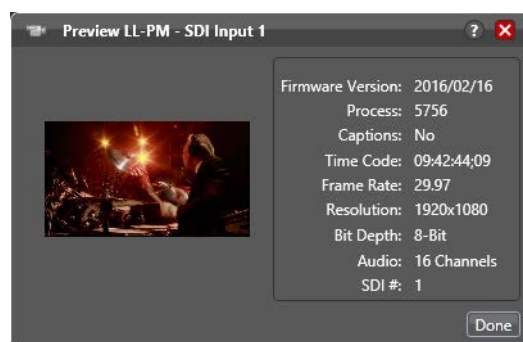 Preview LL-PM - SDI Input 1 ?
Firmware Version: 2016/02/16
Process: 5756
Captions: No
Time Code: 09:42:44;09
Frame Rate: 29.97
Resolution: 1920x1080
Bit Depth: 8-Bit
Audio: 16 Channels
SDI #: 1
Done